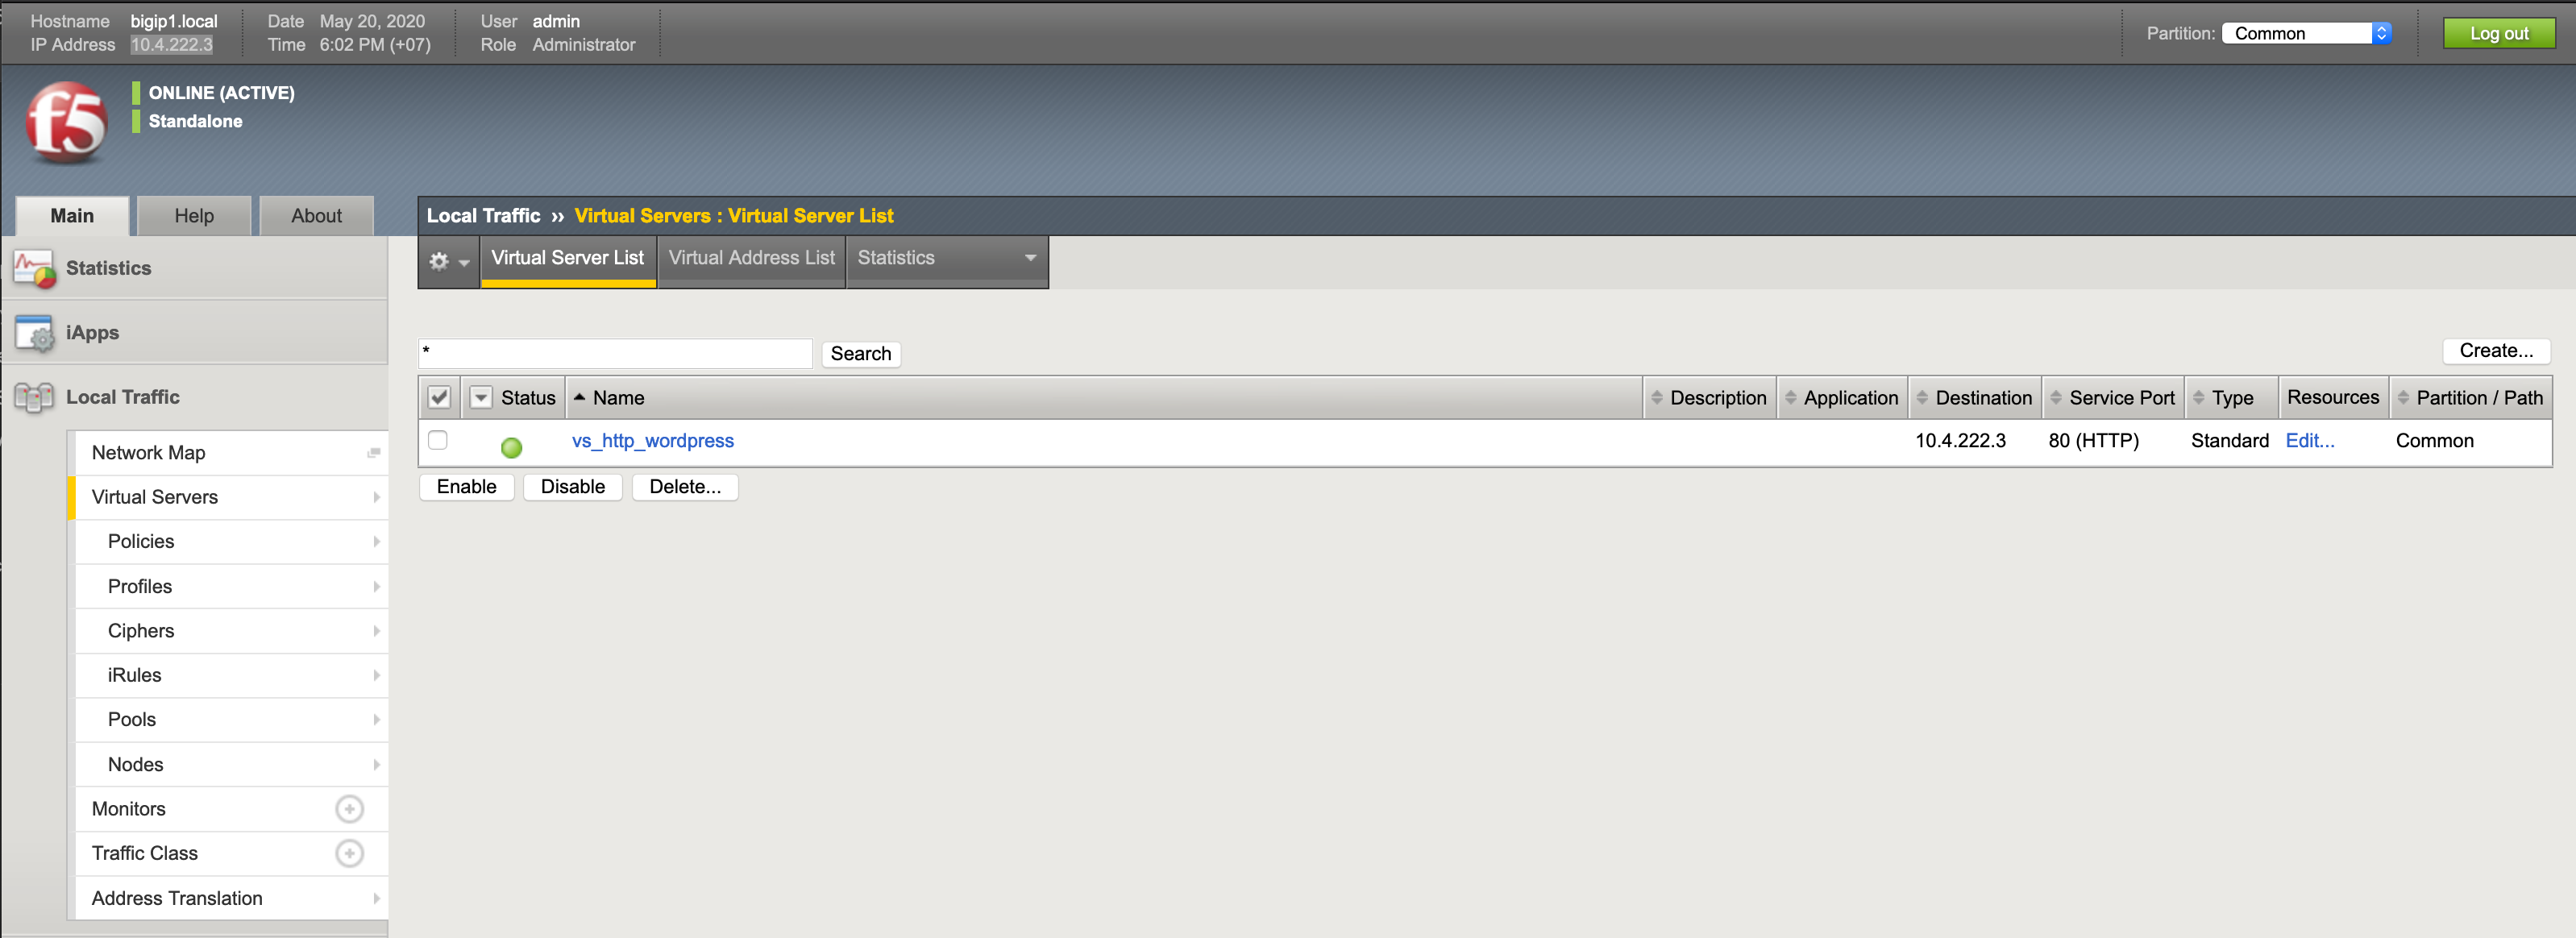 Hostname bigip1.local Date May 20, 2020 User admin
IP Address 10.4.222.3 Time 6:02 PM (+07) Role Administrator
Partition: Common Log out
f5
ONLINE (ACTIVE)
Standalone
Main Help About
Local Traffic ›› Virtual Servers : Virtual Server List
Virtual Server List Virtual Address List Statistics
Statistics
iApps
Local Traffic
Network Map
Virtual Servers
Policies
Profiles
Ciphers
iRules
Pools
Nodes
Monitors
Traffic Class
Address Translation
* Search Create...
Status Name Description Application Destination Service Port Type Resources Partition / Path
vs_http_wordpress 10.4.222.3 80 (HTTP) Standard Edit... Common
Enable Disable Delete...